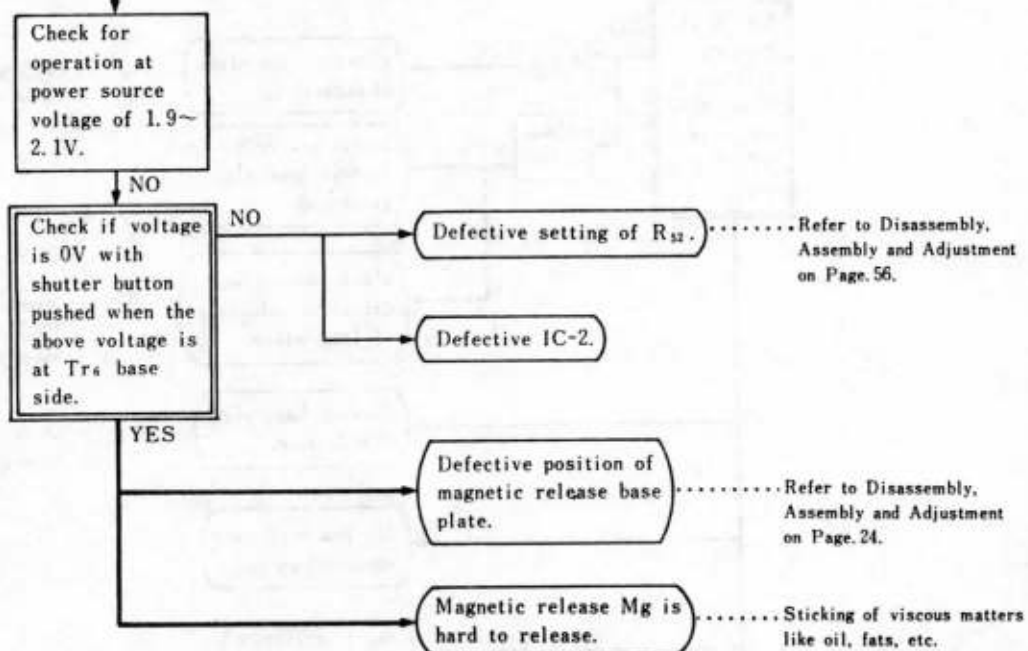 Check for
operation at
power source
voltage of 1.9~
2.1V.
NO
Check if voltage
is 0V with
shutter button
pushed when the
above voltage is
at Tr₆ base
side.
NO
Defective setting of R₅₂.
Refer to Disassembly,
Assembly and Adjustment
on Page. 56.
Defective IC-2.
YES
Defective position of
magnetic release base
plate.
Refer to Disassembly,
Assembly and Adjustment
on Page. 24.
Magnetic release Mg is
hard to release.
Sticking of viscous matters
like oil, fats, etc.